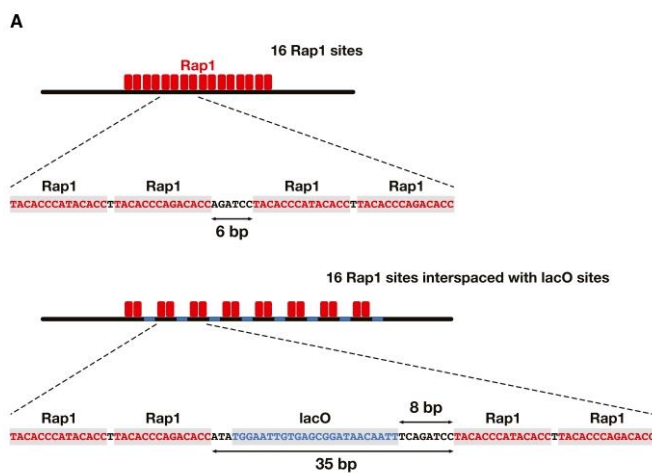 A
16 Rap1 sites
Rap1
Rap1 Rap1 Rap1 Rap1
TACACCCATACACCTTACACCCAGACACCAGATCCTACACCCATACACCTTACACCCAGACACC
6 bp
16 Rap1 sites interspaced with lacO sites
8 bp
Rap1 Rap1 lacO Rap1 Rap1
TACACCCATACACCTTACACCCAGACACCATATGGAATTGTGAGCGGATAACAATTTCAGATCCTACACCCATACACCTTACACCCAGACACC
35 bp